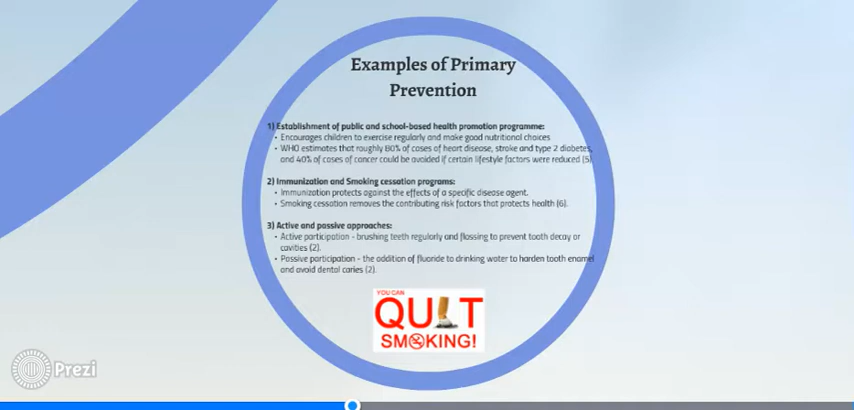 Examples of Primary
Prevention
1) Establishment of public and school-based health promotion programme:
• Encourages children to exercise regularly and make good nutritional choices
• WHO estimates that roughly 80% of cases of heart disease, stroke and type 2 diabetes,
and 40% of cases of cancer could be avoided if certain lifestyle factors were reduced (5)
2) Immunization and Smoking cessation programs:
• Immunization protects against the effects of a specific disease agent.
• Smoking cessation removes the contributing risk factors that protects health (6).
3) Active and passive approaches:
• Active participation - brushing teeth regularly and flossing to prevent tooth decay or
cavities (2).
• Passive participation - the addition of fluoride to drinking water to harden tooth enamel
and avoid dental caries (2).
YOU CAN
QUIT
SMOKING!
Prezi